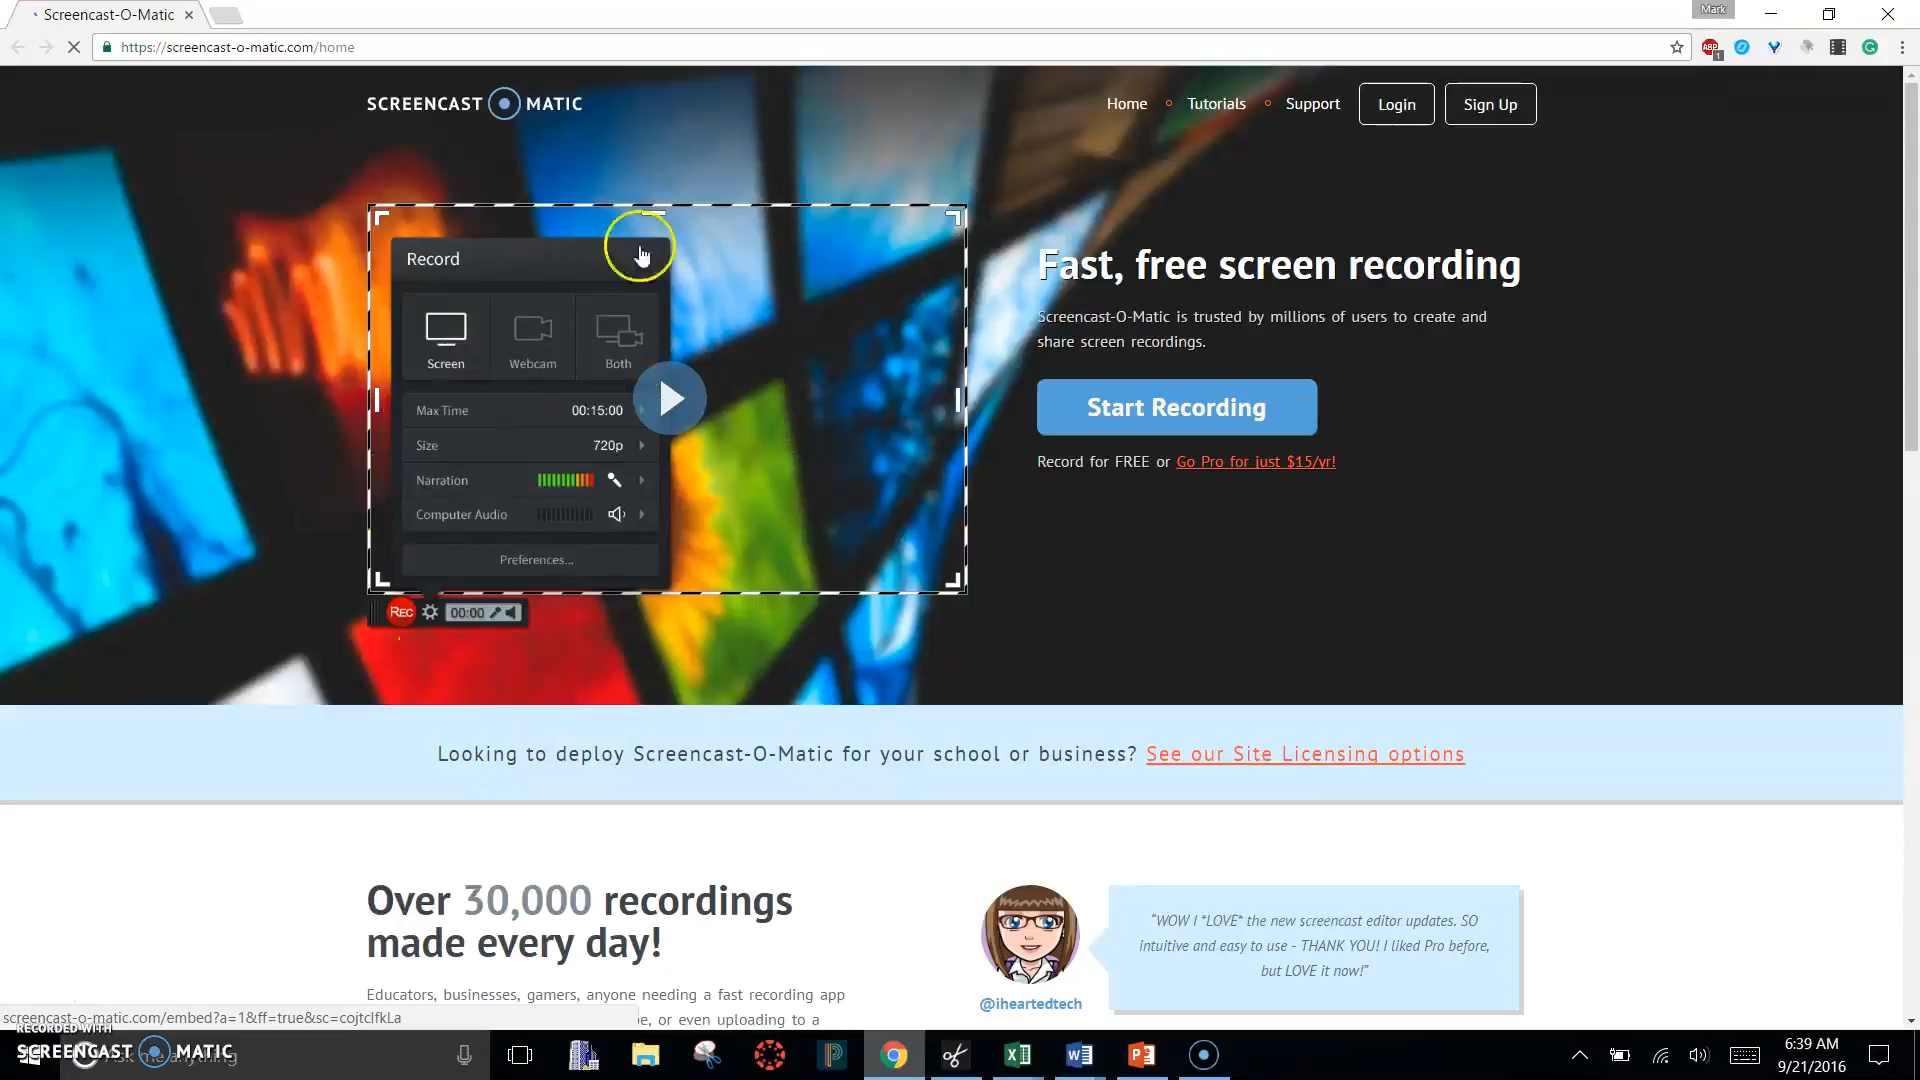 Screencast-O-Matic
Mark
https://screencast-o-matic.com/home
ABP
1
SCREENCAST MATIC
Home
Tutorials
Support
Login
Sign Up
Record
Screen
Webcam
Both
Max Time 00:15:00
Size 720p
Narration
Computer Audio
Preferences...
REC
00:00
Fast, free screen recording
Screencast-O-Matic is trusted by millions of users to create and
share screen recordings.
Start Recording
Record for FREE or Go Pro for just $15/yr!
Looking to deploy Screencast-O-Matic for your school or business? See our Site Licensing options
Over 30,000 recordings
made every day!
Educators, businesses, gamers, anyone needing a fast recording app
be, or even uploading to a
"WOW I *LOVE* the new screencast editor updates. SO
intuitive and easy to use - THANK YOU! I liked Pro before,
but LOVE it now!"
@iheartedtech
screencast-o-matic.com/embed?a=1&ff=true&sc=cojtcIfkLa
RECORDED WITH
SCREENCAST MATIC
Ask me anything
6:39 AM
9/21/2016